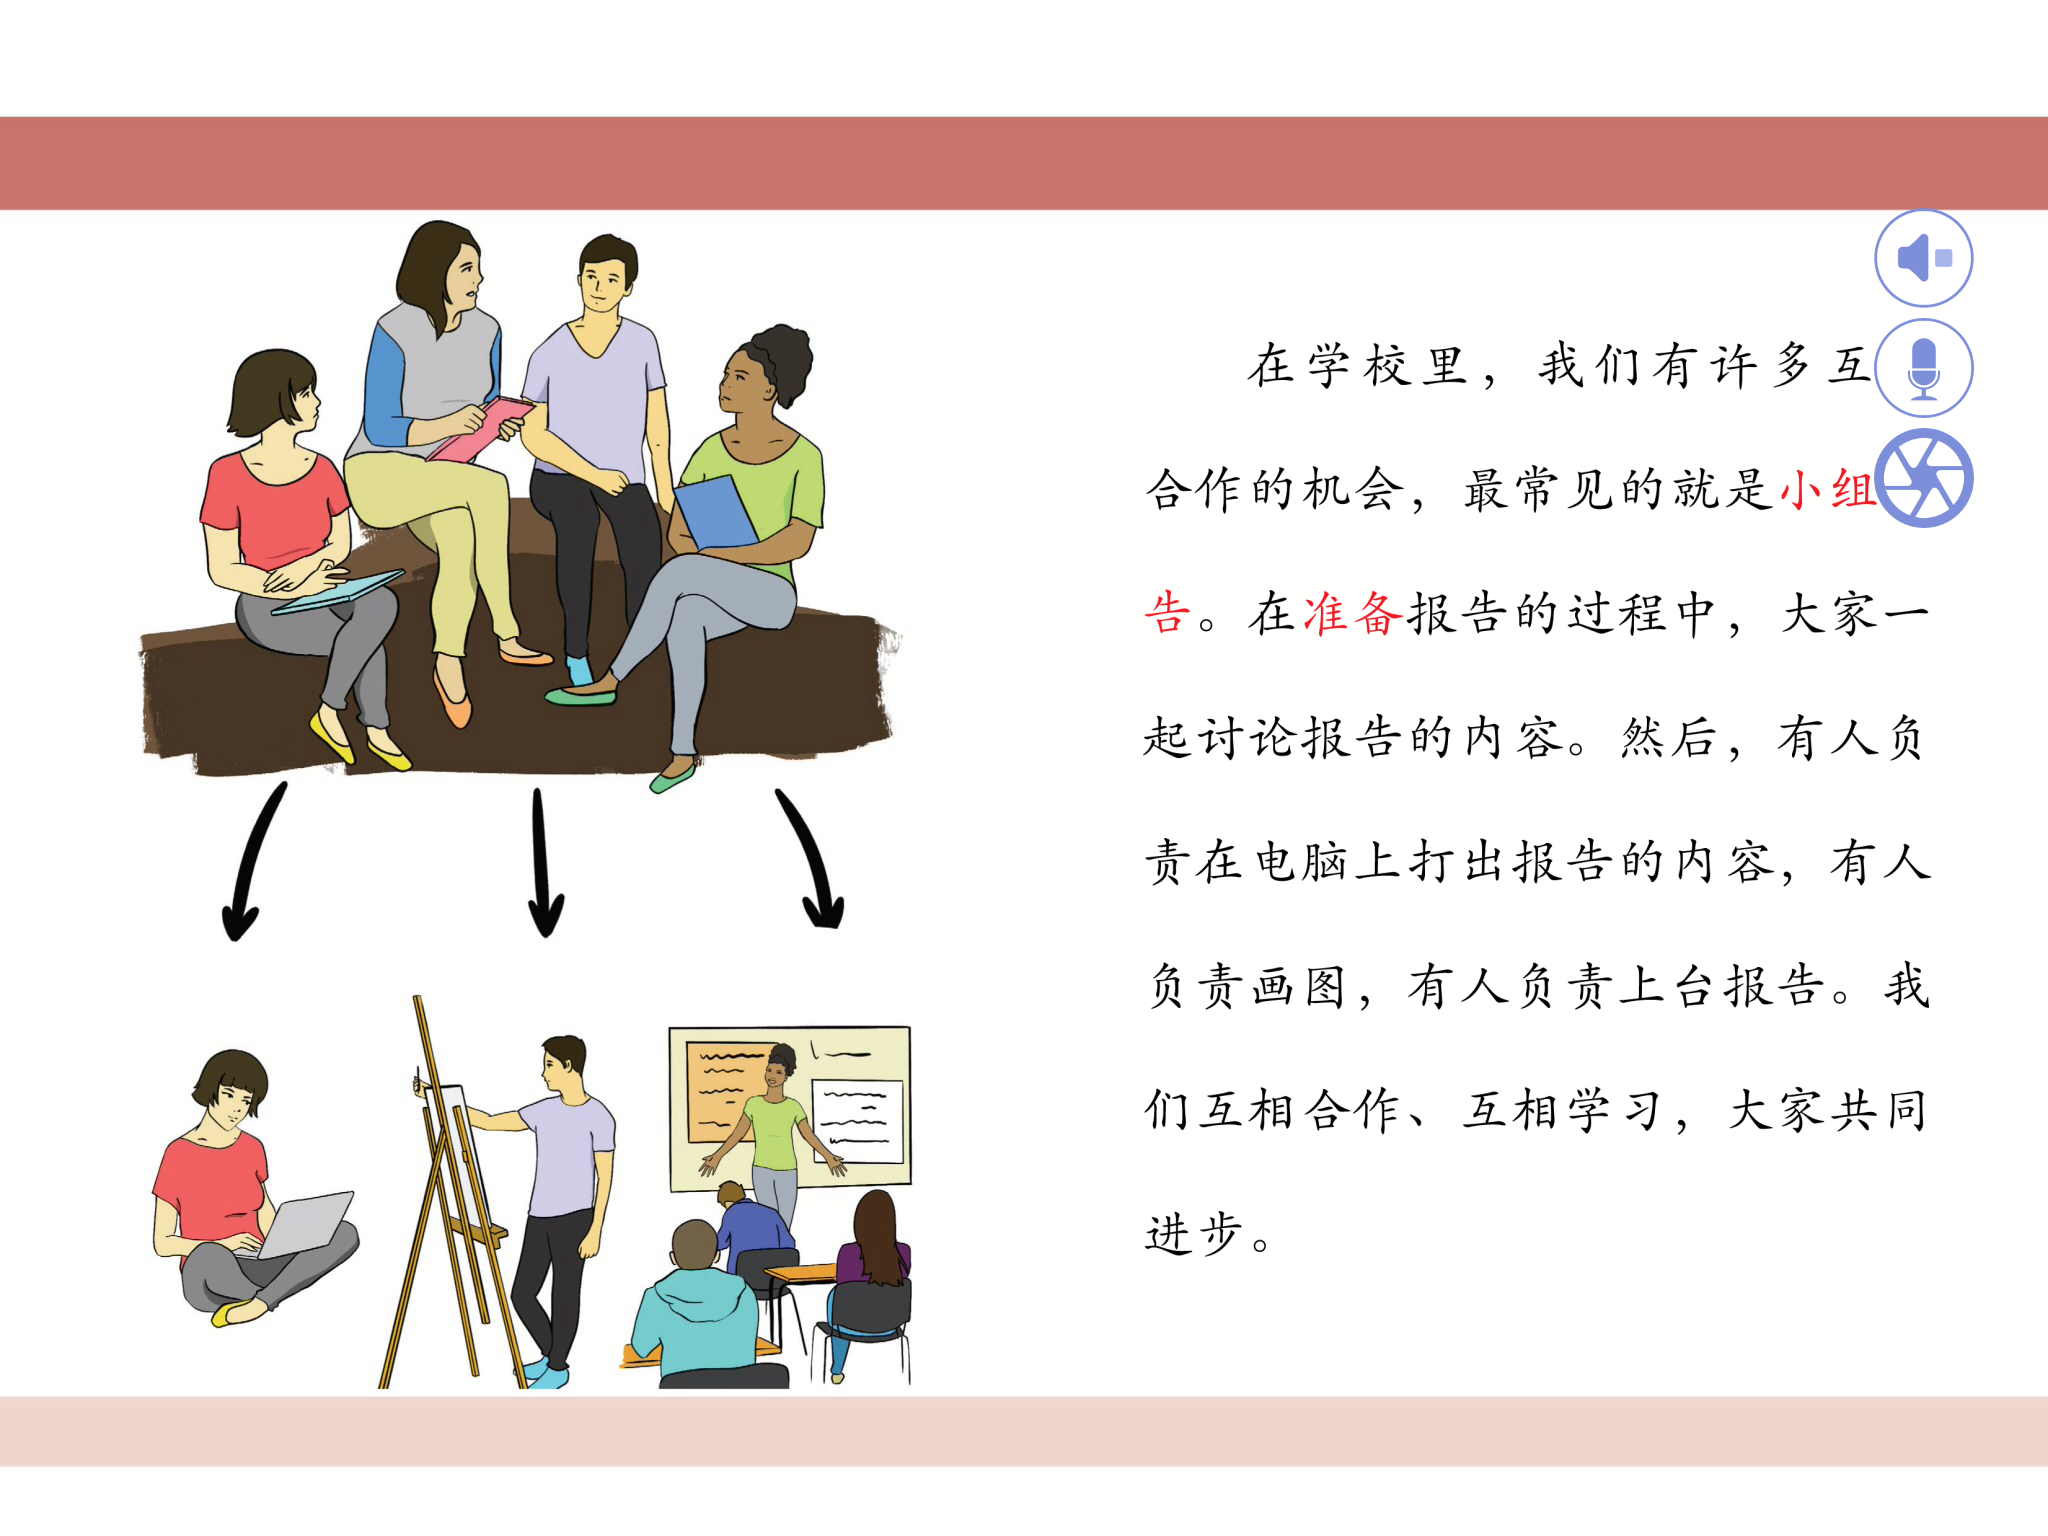 在学校里，我们有许多互
合作的机会，最常见的就是小组
告。在准备报告的过程中，大家一
起讨论报告的内容。然后，有人负
责在电脑上打出报告的内容，有人
负责画图，有人负责上台报告。我
们互相合作、互相学习，大家共同
进步。